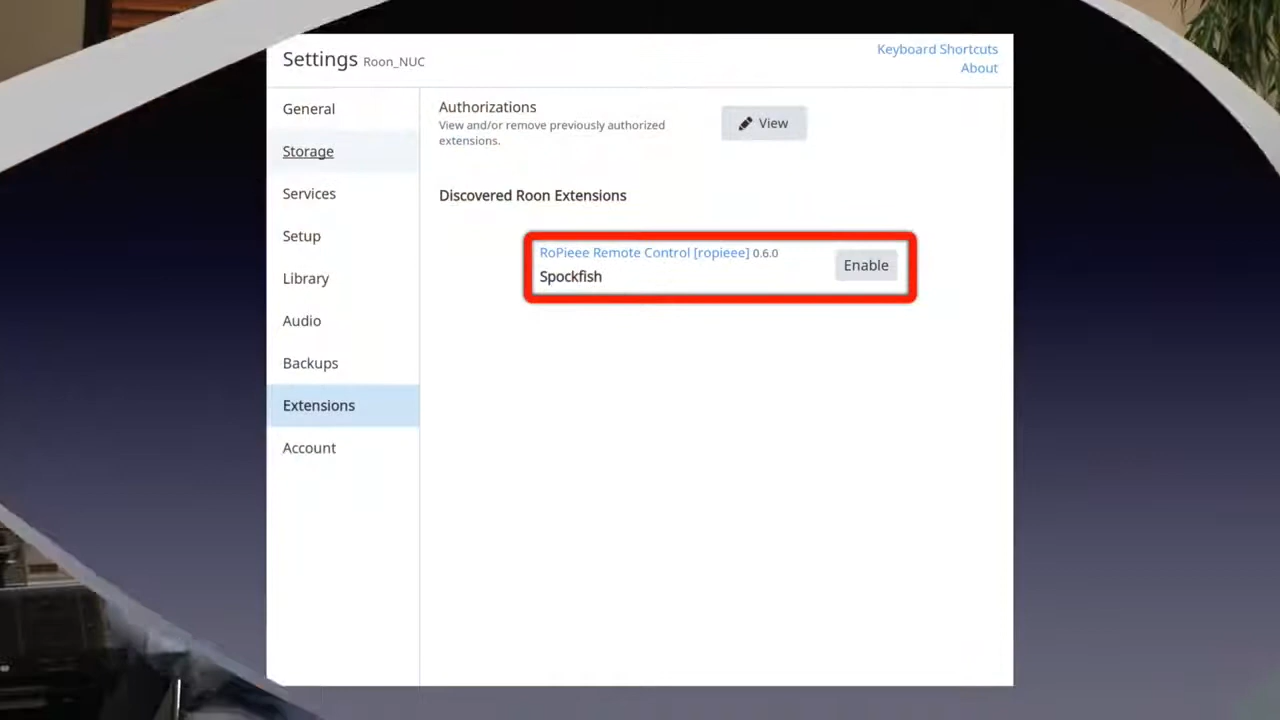 Settings Roon_NUC
Keyboard Shortcuts
About
General
Storage
Services
Setup
Library
Audio
Backups
Extensions
Account
Authorizations
View and/or remove previously authorized
extensions.
View
Discovered Roon Extensions
RoPieee Remote Control [ropieee] 0.6.0
Spockfish
Enable